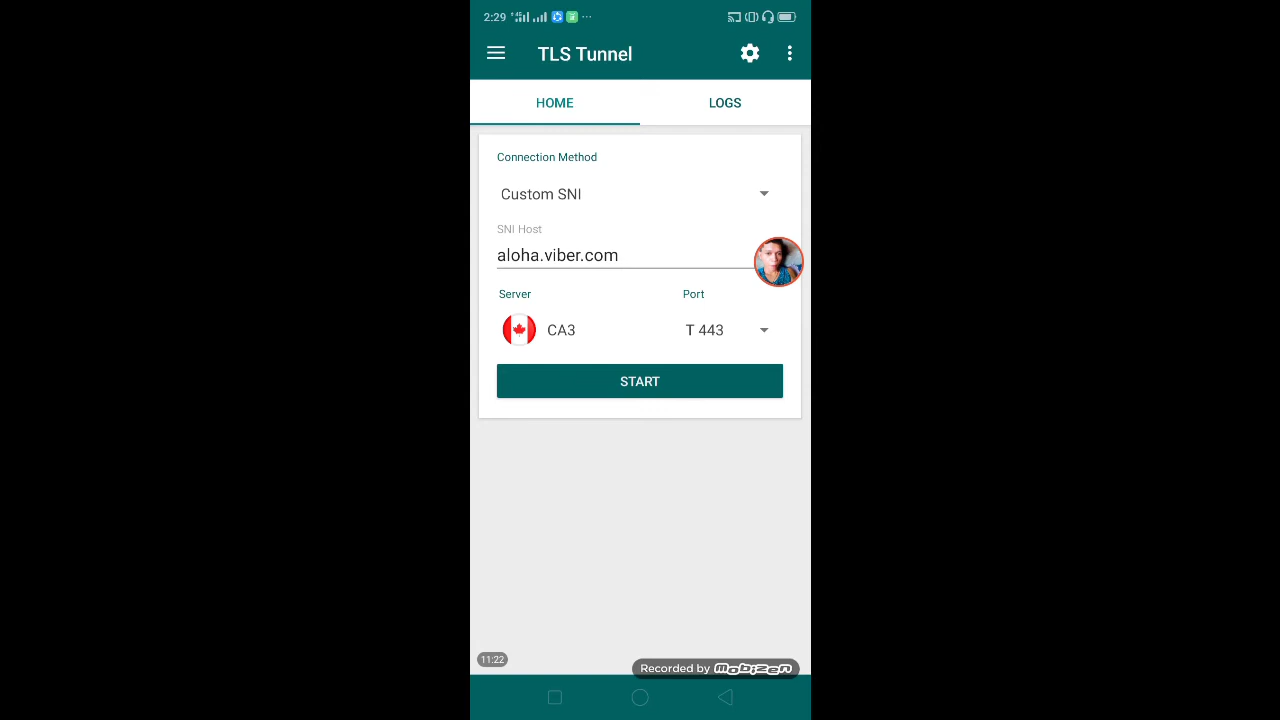 2:29
TLS Tunnel
HOME
LOGS
Connection Method
Custom SNI
SNI Host
aloha.viber.com
Server
Port
CA3
T 443
START
11:22
Recorded by MOBIZEN